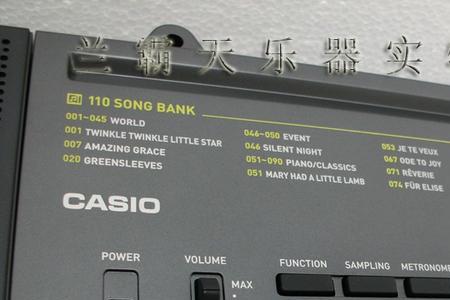 兰霸天乐器实
110 SONG BANK
001~045 WORLD
001 TWINKLE TWINKLE LITTLE STAR
007 AMAZING GRACE
020 GREENSLEEVES
046~050 EVENT
046 SILENT NIGHT
051~090 PIANO/CLASSICS
051 MARY HAD A LITTLE LAMB
053 JE TE VEUX
067 ODE TO JOY
071 RÊVERIE
074 FÜR ELISE
CASIO
POWER
VOLUME
MAX
FUNCTION
SAMPLING
METRONOME